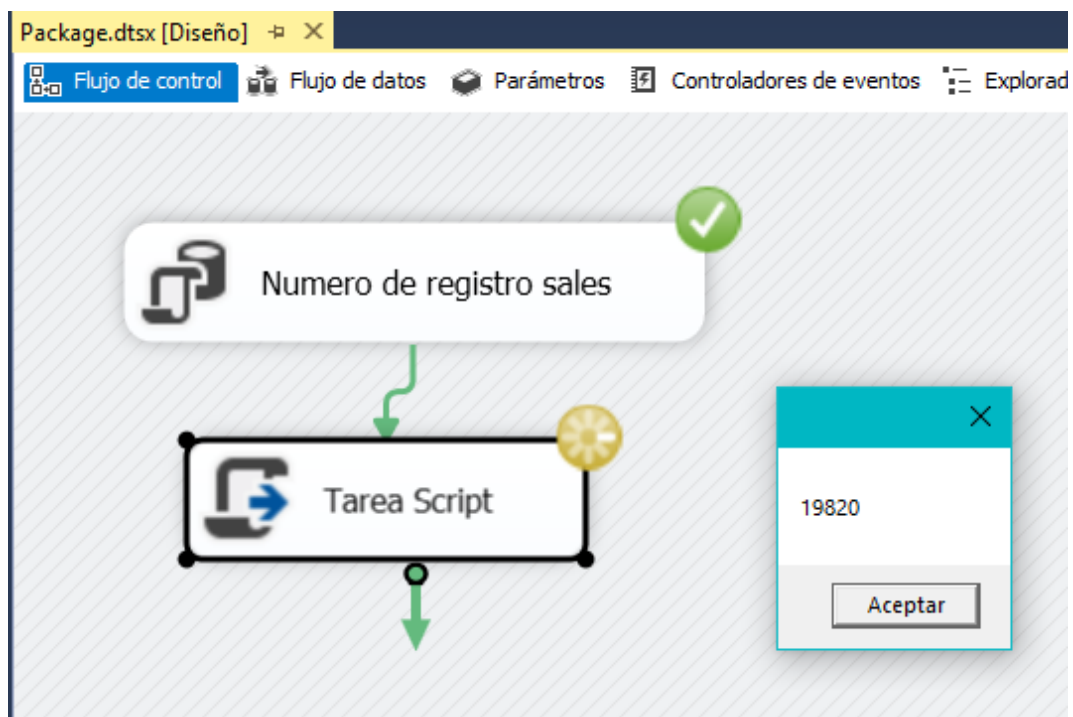 Package.dtsx [Diseño]
Flujo de control Flujo de datos Parámetros Controladores de eventos Explorad
Numero de registro sales
Tarea Script
19820
Aceptar